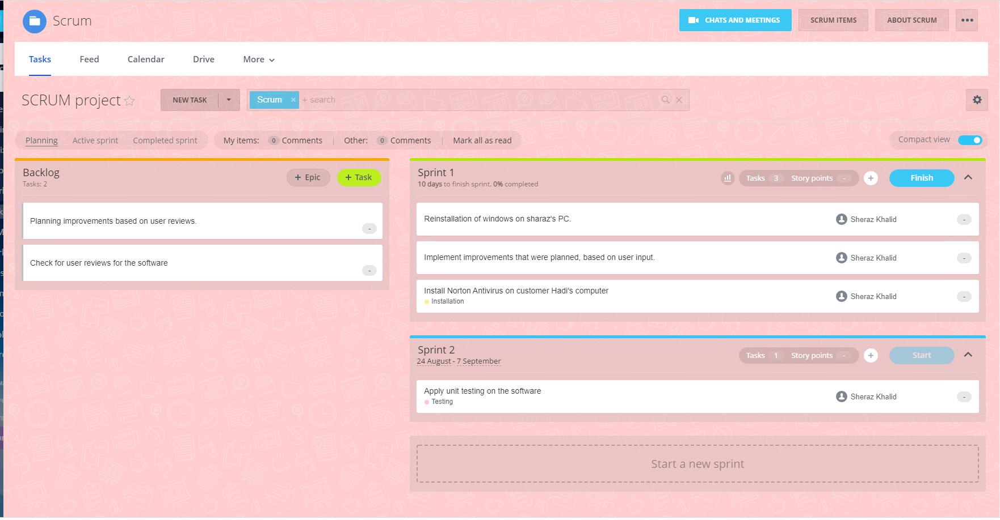 Scrum
CHATS AND MEETINGS
SCRUM ITEMS
ABOUT SCRUM
Tasks
Feed
Calendar
Drive
More
SCRUM project
NEW TASK
Scrum ×
+ search
Planning
Active sprint
Completed sprint
My items: 0 Comments
Other: 0 Comments
Mark all as read
Compact view
Backlog
Tasks: 2
+ Epic
+ Task
Planning improvements based on user reviews.
-
Check for user reviews for the software
-
Sprint 1
10 days to finish sprint. 0% completed
Tasks 3 Story points -
+
Finish
Reinstallation of windows on sharaz's PC.
Sheraz Khalid
-
Implement improvements that were planned, based on user input.
Sheraz Khalid
-
Install Norton Antivirus on customer Hadi's computer
Installation
Sheraz Khalid
-
Sprint 2
24 August - 7 September
Tasks 1 Story points -
+
Start
Apply unit testing on the software
Testing
Sheraz Khalid
-
Start a new sprint